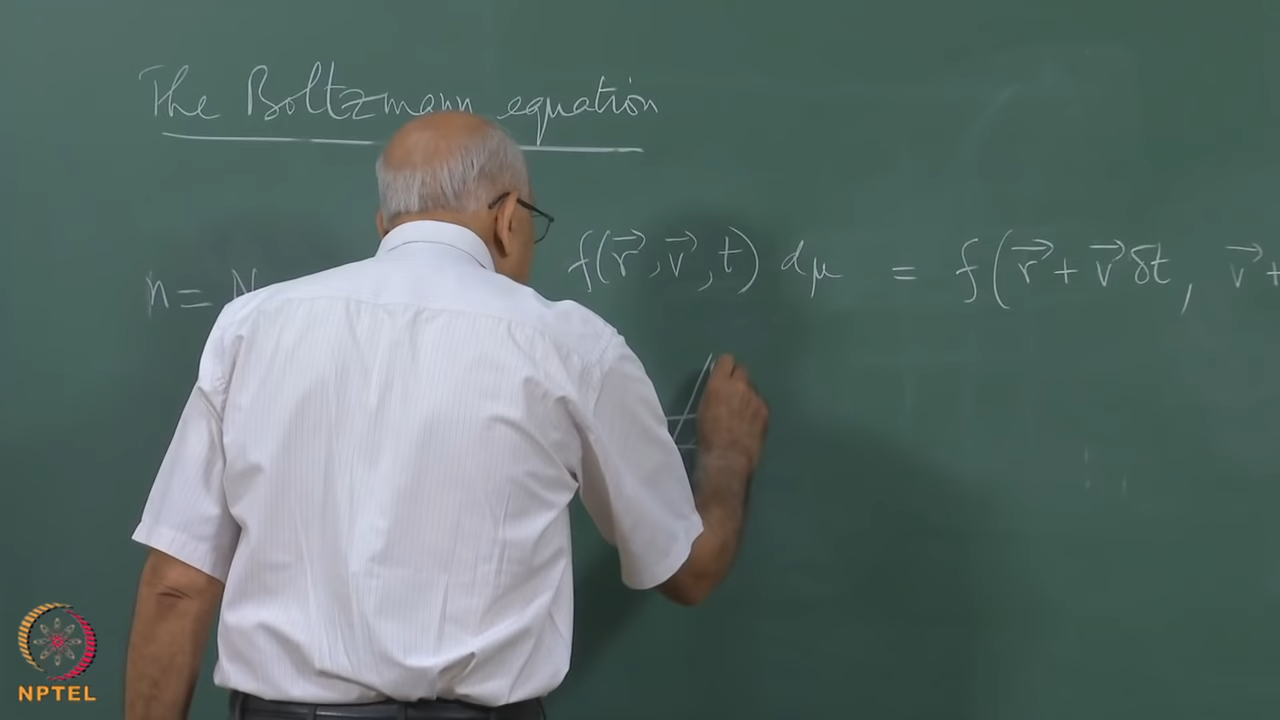 The Boltzmann equation
n = N f(r⃗, v⃗, t) dμ = f(r⃗ + v⃗ δt, v⃗ +
NPTEL